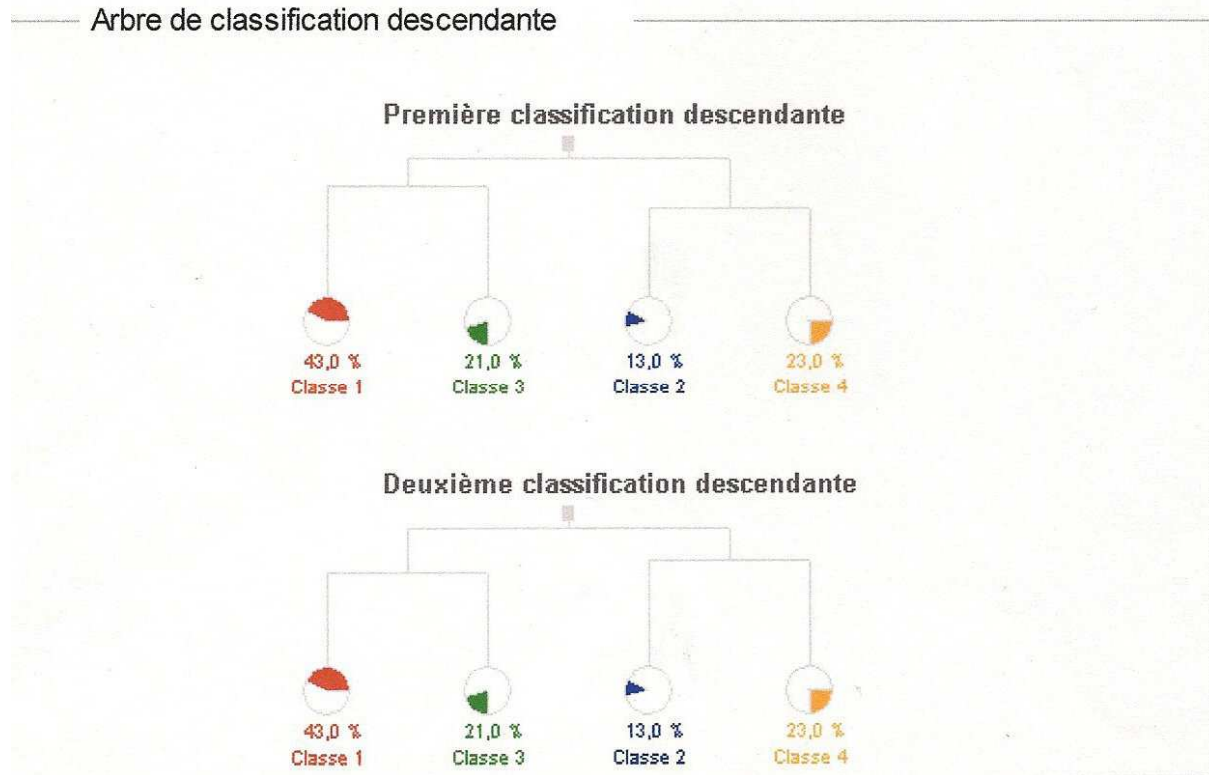 Arbre de classification descendante
Première classification descendante
43,0 % 21,0 % 13,0 % 23,0 %
Classe 1 Classe 3 Classe 2 Classe 4
Deuxième classification descendante
43,0 % 21,0 % 13,0 % 23,0 %
Classe 1 Classe 3 Classe 2 Classe 4